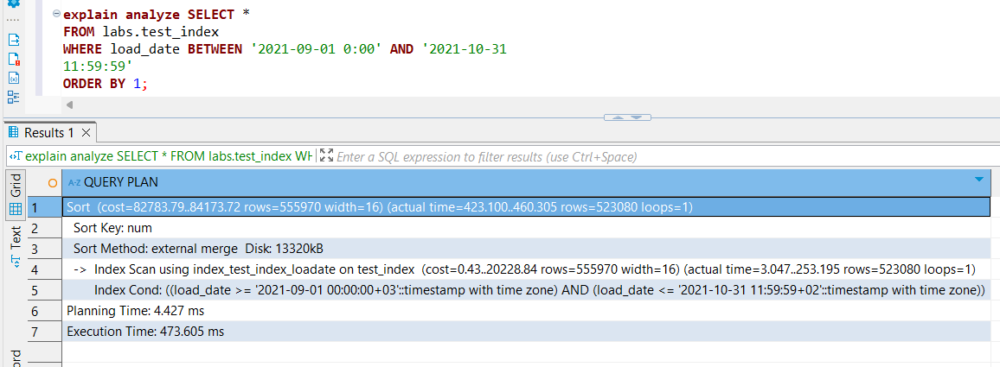 explain analyze SELECT *
FROM labs.test_index
WHERE load_date BETWEEN '2021-09-01 0:00' AND '2021-10-31
11:59:59'
ORDER BY 1;
Results 1
explain analyze SELECT * FROM labs.test_index WH
Enter a SQL expression to filter results (use Ctrl+Space)
Grid
Text
ord
A-Z QUERY PLAN
1 Sort (cost=82783.79..84173.72 rows=555970 width=16) (actual time=423.100..460.305 rows=523080 loops=1)
2 Sort Key: num
3 Sort Method: external merge Disk: 13320kB
4 -> Index Scan using index_test_index_loadate on test_index (cost=0.43..20228.84 rows=555970 width=16) (actual time=3.047..253.195 rows=523080 loops=1)
5 Index Cond: ((load_date >= '2021-09-01 00:00:00+03'::timestamp with time zone) AND (load_date <= '2021-10-31 11:59:59+02'::timestamp with time zone))
6 Planning Time: 4.427 ms
7 Execution Time: 473.605 ms